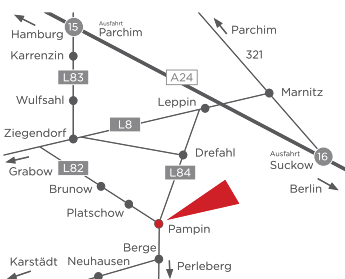 Hamburg
15
Ausfahrt
Parchim
Parchim
321
Karrenzin
L83
A24
Wulfsahl
Leppin
Marnitz
L8
Ziegendorf
Drefahl
Ausfahrt
Suckow
16
Grabow
L82
L84
Berlin
Brunow
Platschow
Pampin
Berge
Karstädt
Neuhausen
Perleberg